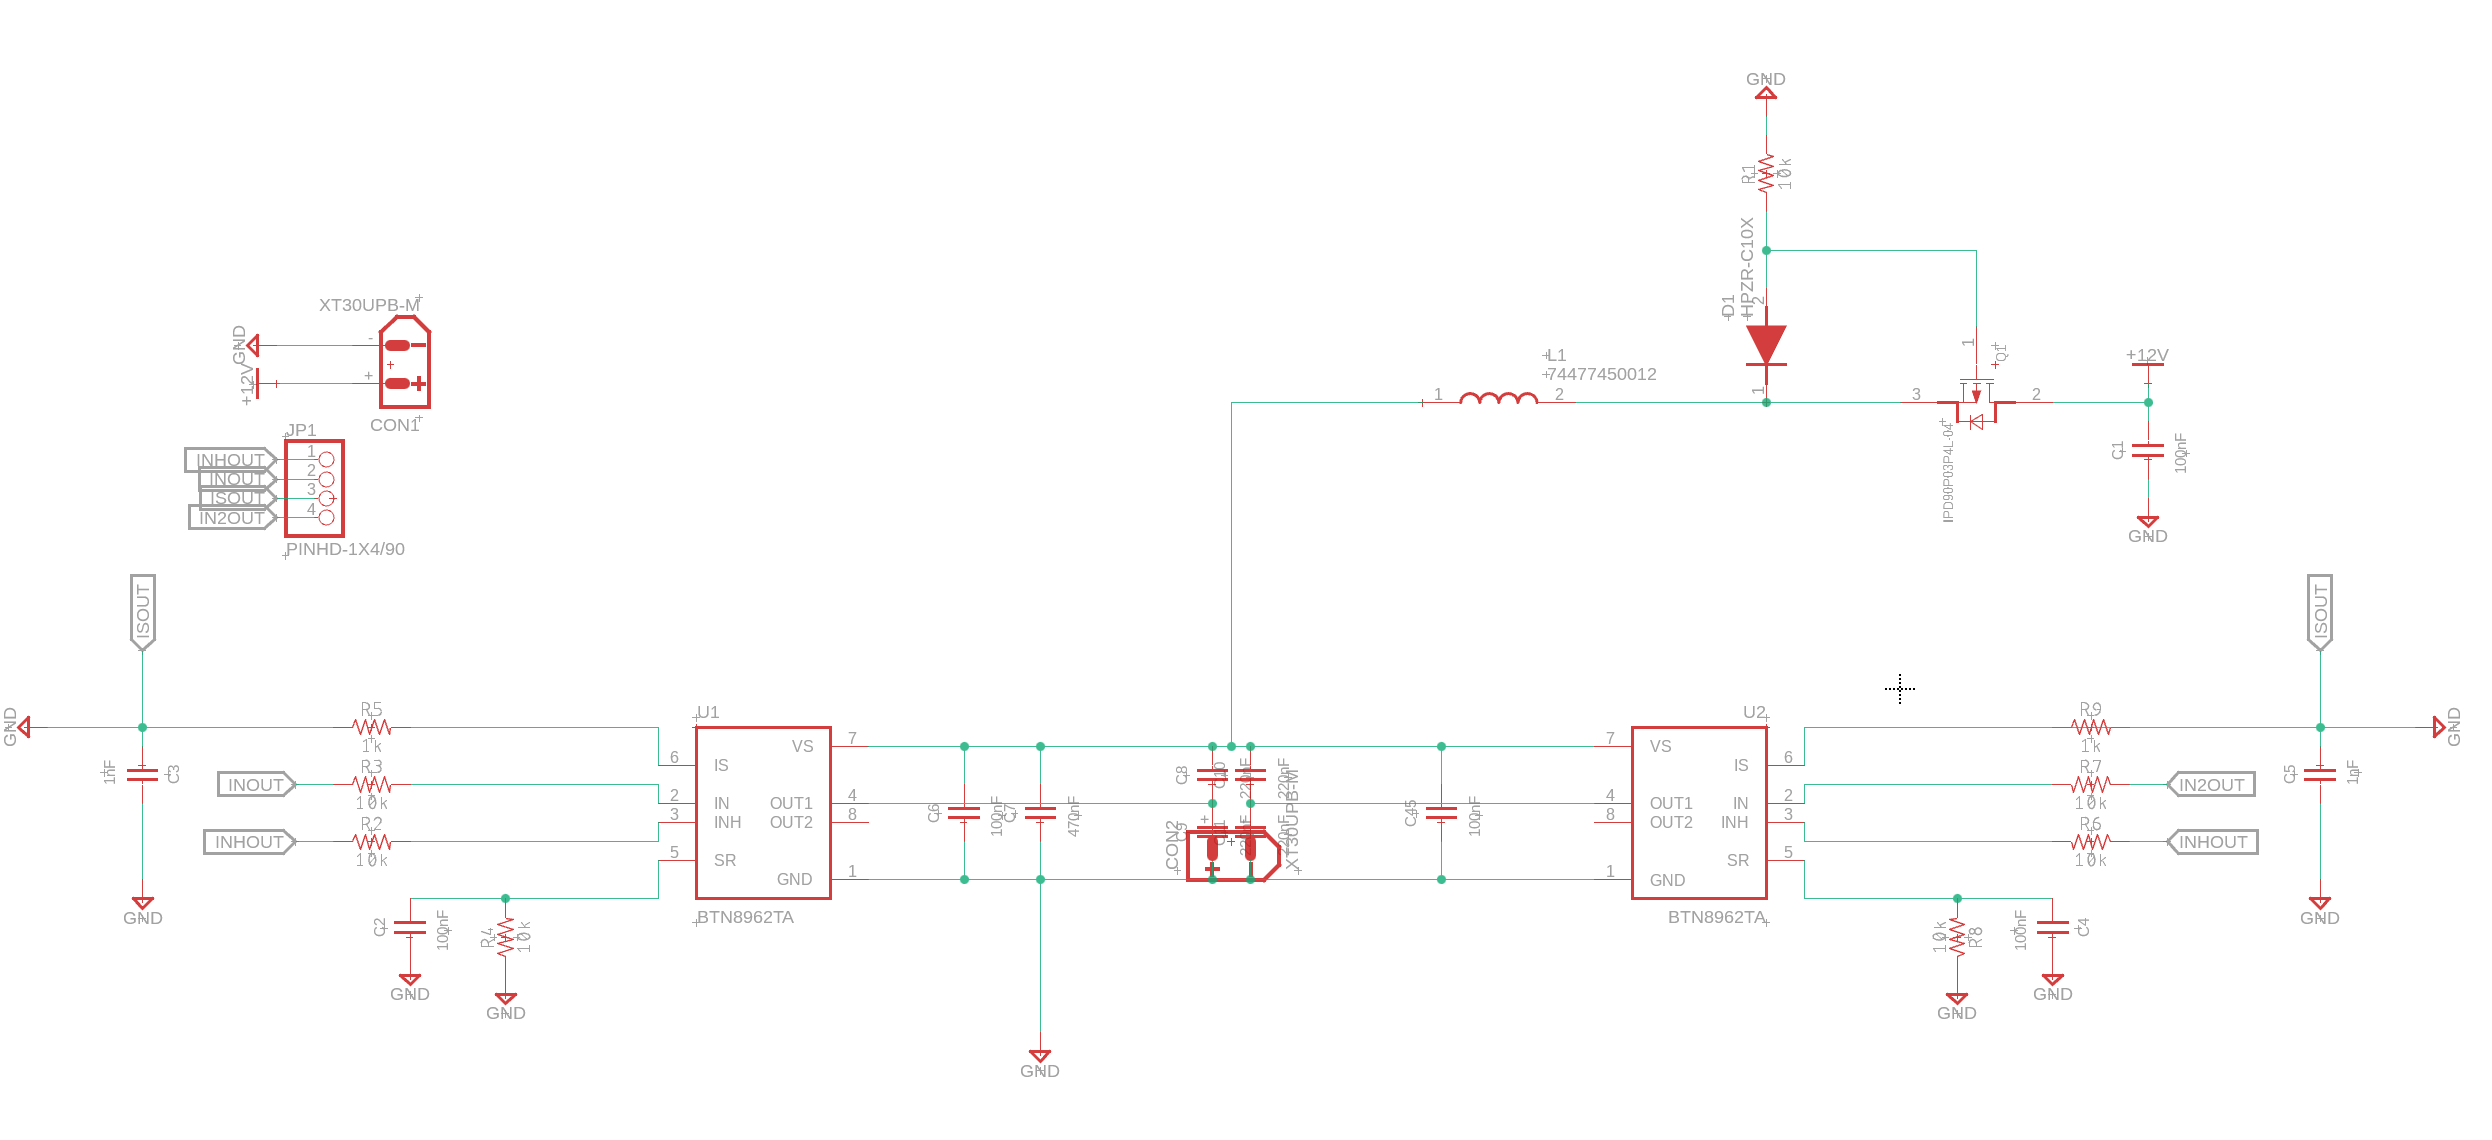 GND
R1
10k
D1
HPZR-C10X
2
1
1
Q1
3
2
IPD90P03P4L-04
+12V
C1
100nF
GND
L1
74477450012
1
2
XT30UPB-M
GND
+12V
-
+
CON1
JP1
INHOUT
1
INOUT
2
ISOUT
3
IN2OUT
4
PINHD-1X4/90
ISOUT
ISOUT
GND
R5
1k
1nF
C3
R3
10k
INOUT
R2
10k
INHOUT
GND
C2
100nF
GND
R4
10k
GND
U1
6
IS
2
IN
3
INH
5
SR
VS
7
OUT1
4
OUT2
8
GND
1
BTN8962TA
C6
100nF
C7
470nF
GND
C8
C10
220nF
220nF
C9
+
CON2
XT30UPB-M
220nF
C45
100nF
U2
7
VS
4
OUT1
8
OUT2
1
GND
IS
6
IN
2
INH
3
SR
5
BTN8962TA
R9
1k
R7
10k
IN2OUT
R6
10k
INHOUT
10k
R8
GND
100nF
C4
GND
C5
1nF
GND
GND